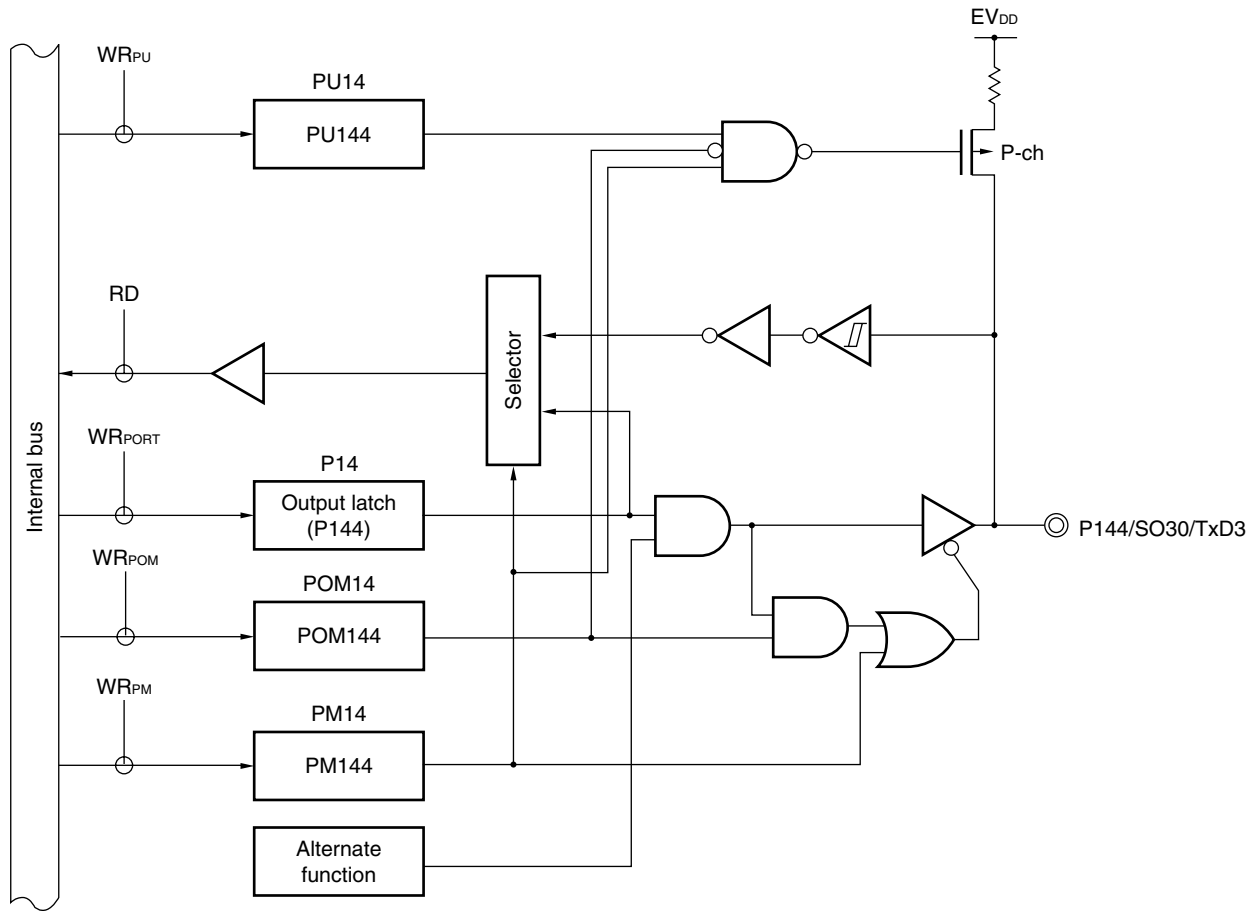 EVDD
WRPU
PU14
PU144
P-ch
RD
Selector
WRPORT
P14
Output latch
(P144)
Internal bus
P144/SO30/TxD3
WRPOM
POM14
POM144
WRPM
PM14
PM144
Alternate
function